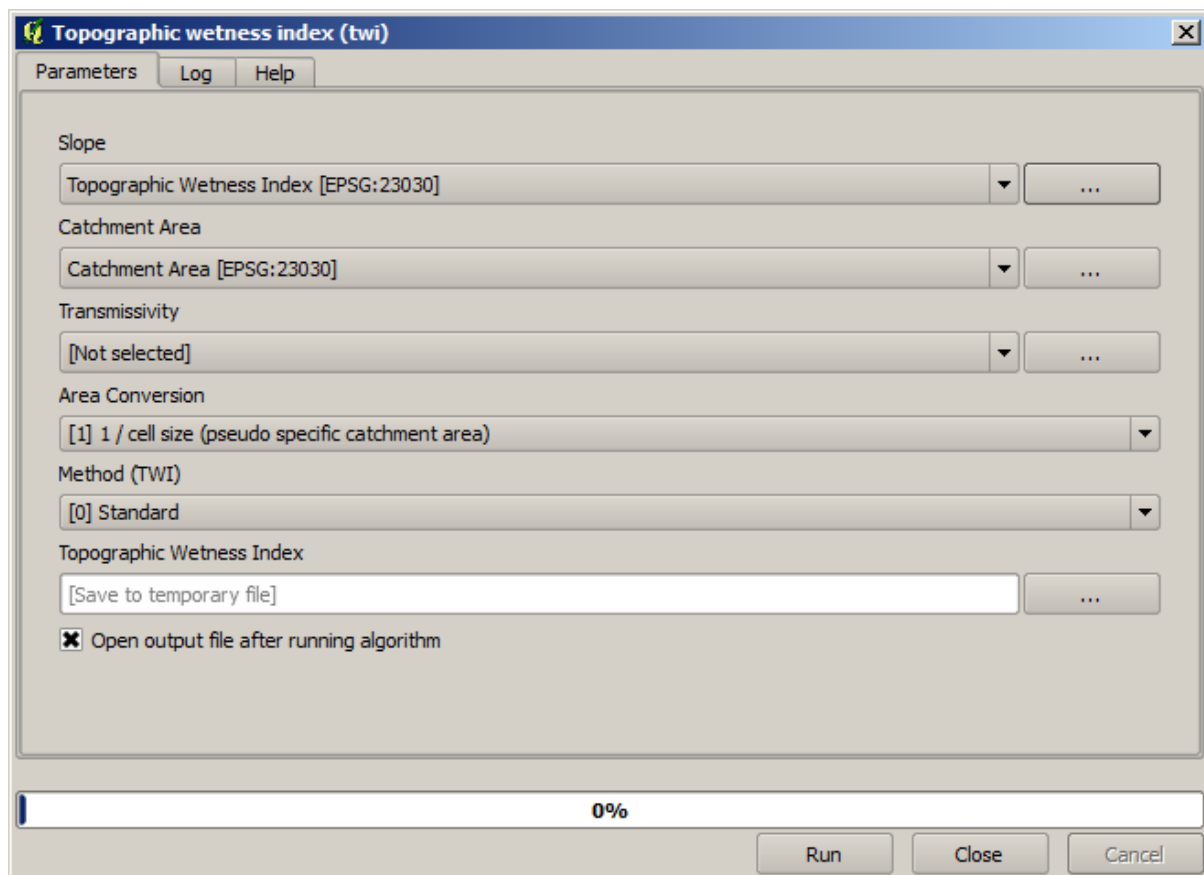 Topographic wetness index (twi)
Parameters Log Help
Slope
Topographic Wetness Index [EPSG:23030] ...
Catchment Area
Catchment Area [EPSG:23030] ...
Transmissivity
[Not selected] ...
Area Conversion
[1] 1 / cell size (pseudo specific catchment area)
Method (TWI)
[0] Standard
Topographic Wetness Index
[Save to temporary file] ...
Open output file after running algorithm
0%
Run Close Cancel